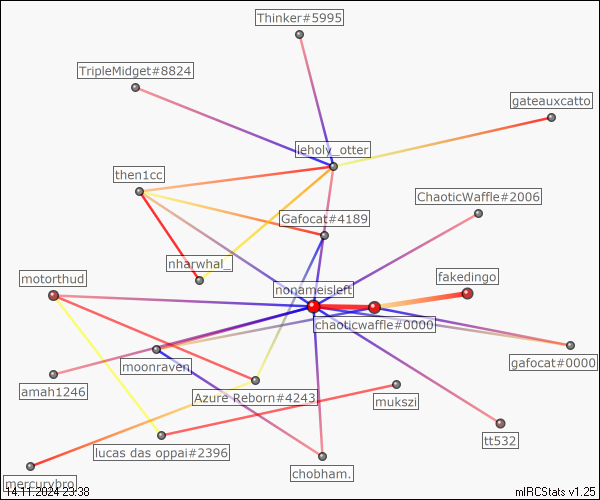 Thinker#5995
TripleMidget#8824
gateauxcatto
leholy_otter
then1cc
ChaoticWaffle#2006
Gafocat#4189
nharwhal_
motorthud
nonameisleft
fakedingo
chaoticwaffle#0000
gafocat#0000
moonraven
amah1246
Azure Reborn#4243
mukszi
tt532
lucas das oppai#2396
chobham.
mercurybro
14.11.2024 23:38
mIRCStats v1.25